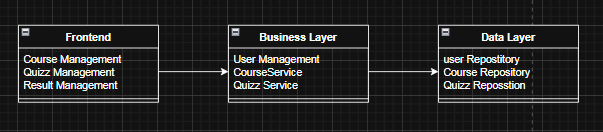 Frontend
Course Management
Quizz Management
Result Management
Business Layer
User Management
CourseService
Quizz Service
Data Layer
user Repostitory
Course Repository
Quizz Reposstion